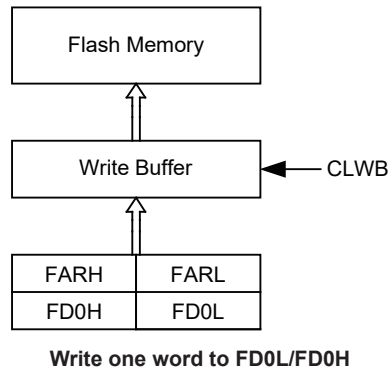 Flash Memory
Write Buffer
CLWB
FARH FARL
FD0H FD0L
Write one word to FD0L/FD0H